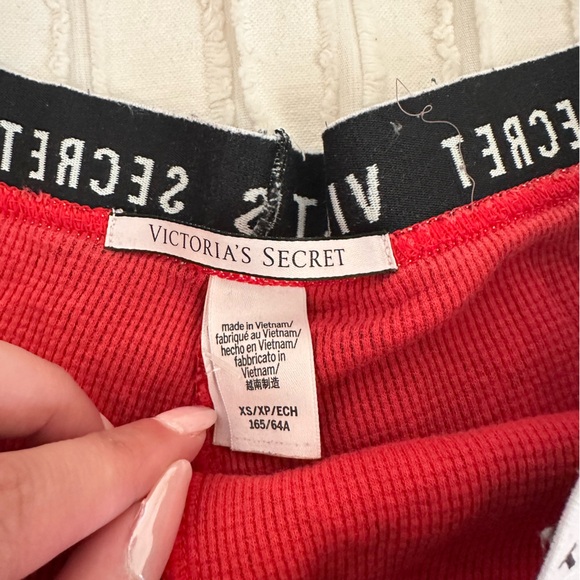 SECRET
VICT
SECRET
VICTORIA'S SECRET
made in Vietnam/
fabriqué au Vietnam/
hecho en Vietnam/
fabbricato in
Vietnam/
越南制造
XS/XP/ECH
165/64A